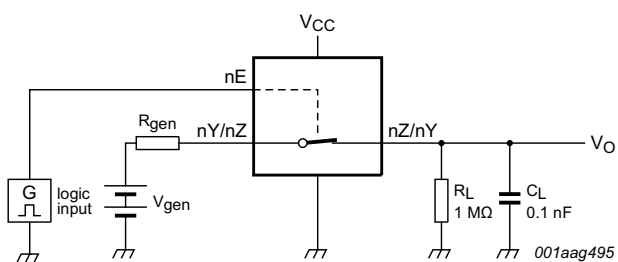 VCC
nE
Rgen
nY/nZ
nZ/nY
VO
G
logic
input
Vgen
RL
1 MΩ
CL
0.1 nF
001aag495